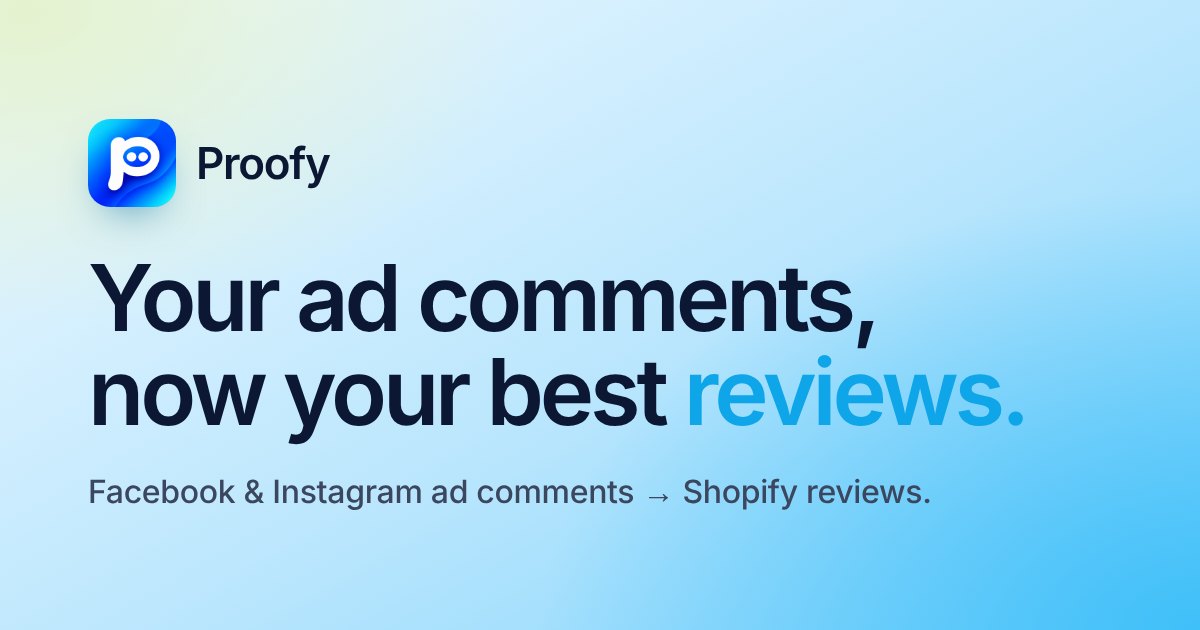 Proofy
Your ad comments,
now your best reviews.
Facebook & Instagram ad comments → Shopify reviews.